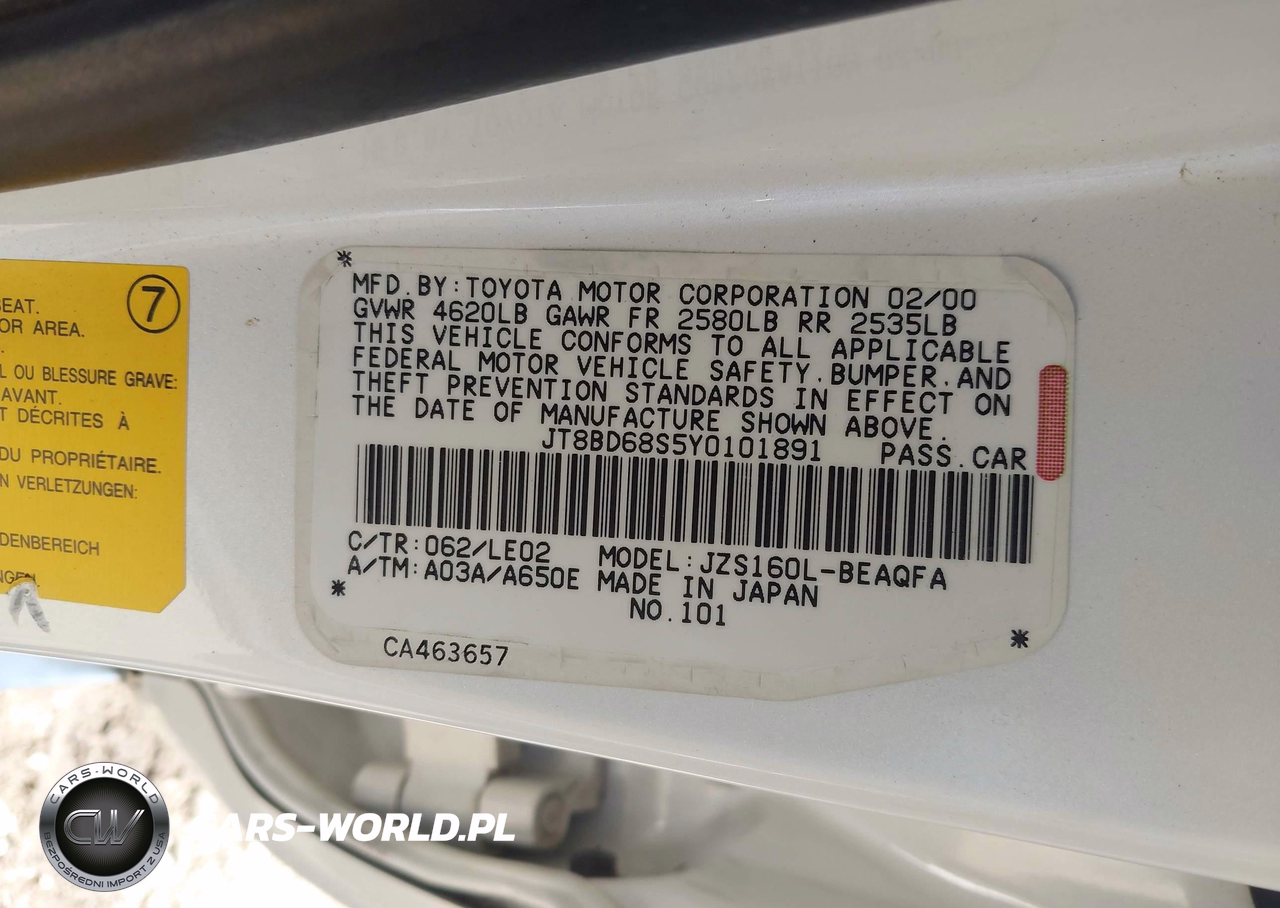 ⑦
SEAT.
OR AREA.
L OU BLESSURE GRAVE:
AVANT.
T DÉCRITES À
DU PROPRIÉTAIRE.
N VERLETZUNGEN:
DENBEREICH
NGEN
* MFD.BY:TOYOTA MOTOR CORPORATION 02/00
GVWR 4620LB GAWR FR 2580LB RR 2535LB
THIS VEHICLE CONFORMS TO ALL APPLICABLE
FEDERAL MOTOR VEHICLE SAFETY.BUMPER.AND
THEFT PREVENTION STANDARDS IN EFFECT ON
THE DATE OF MANUFACTURE SHOWN ABOVE.
JT8BD68S5Y0101891 PASS.CAR
C/TR:062/LE02 MODEL:JZS160L-BEAQFA
A/TM:A03A/A650E MADE IN JAPAN
* NO.101 *
CA463657
CARS-WORLD
CW
BEZPOŚREDNI IMPORT Z USA
CARS-WORLD.PL